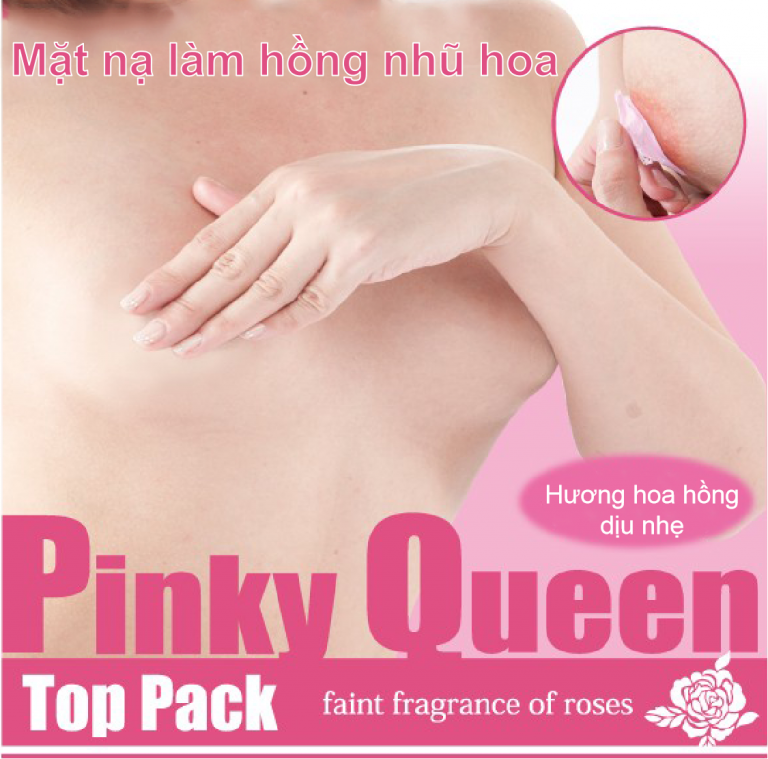 Mặt nạ làm hồng nhũ hoa
Hương hoa hồng
dịu nhẹ
Pinky Queen
Top Pack
faint fragrance of roses